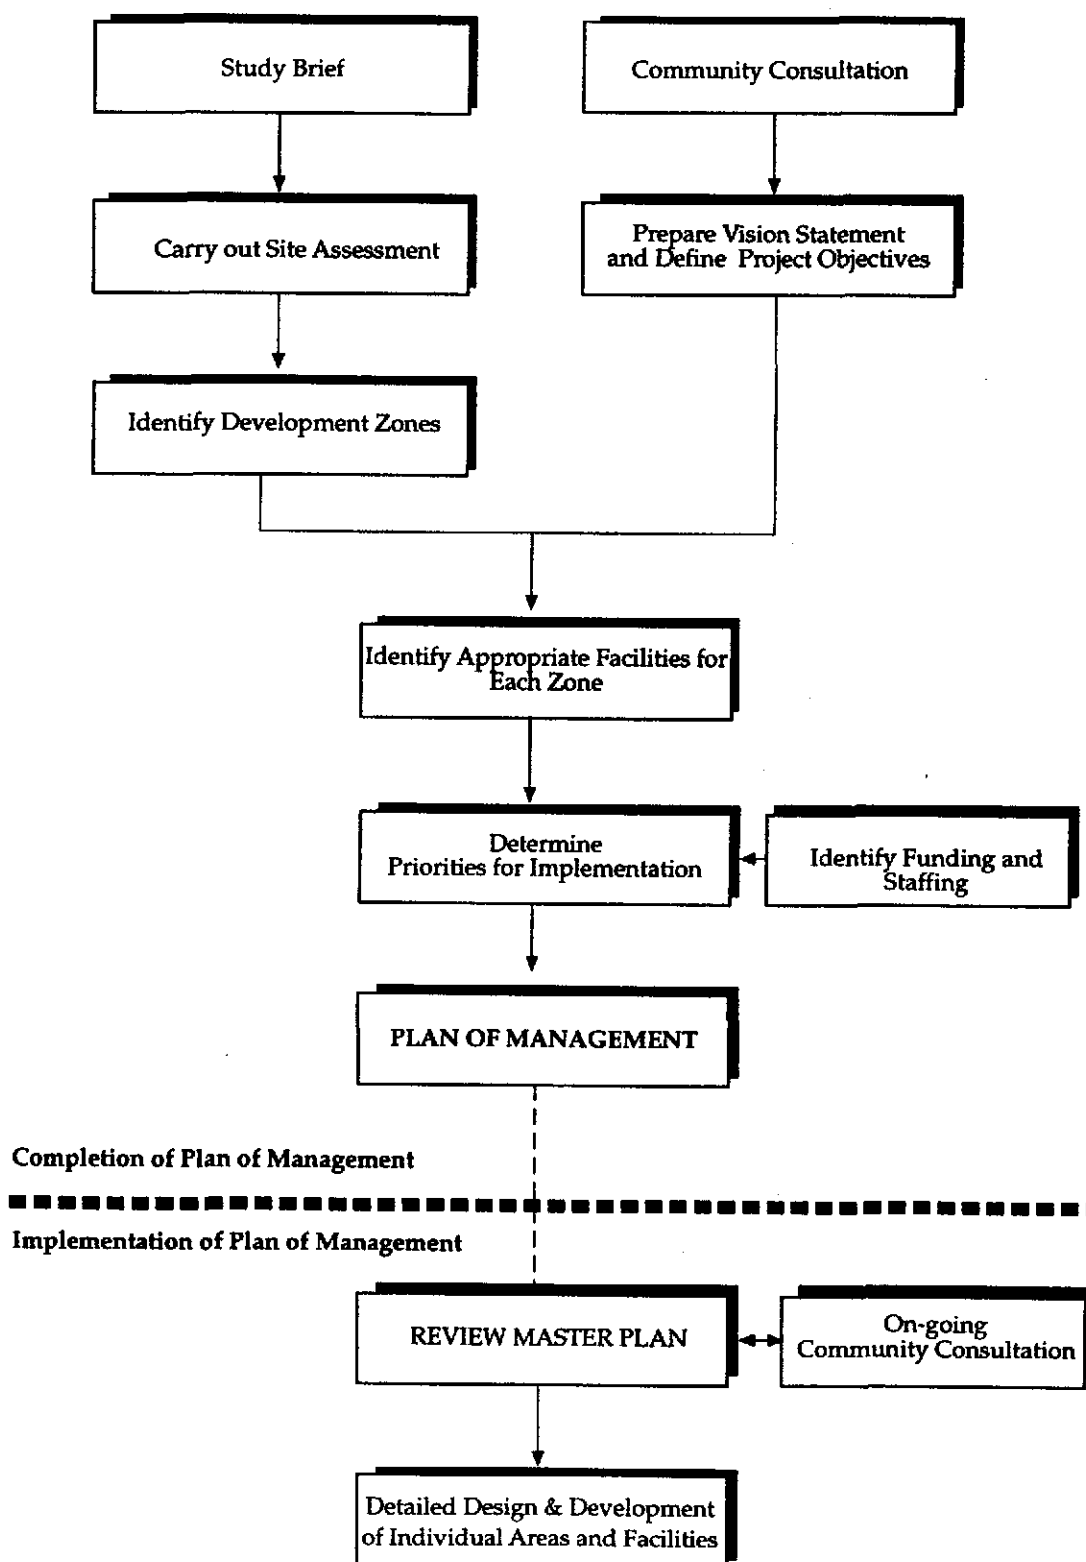 Study Brief
Community Consultation
Carry out Site Assessment
Prepare Vision Statement
and Define Project Objectives
Identify Development Zones
Identify Appropriate Facilities for
Each Zone
Determine
Priorities for Implementation
Identify Funding and
Staffing
PLAN OF MANAGEMENT
Completion of Plan of Management
Implementation of Plan of Management
REVIEW MASTER PLAN
On-going
Community Consultation
Detailed Design & Development
of Individual Areas and Facilities